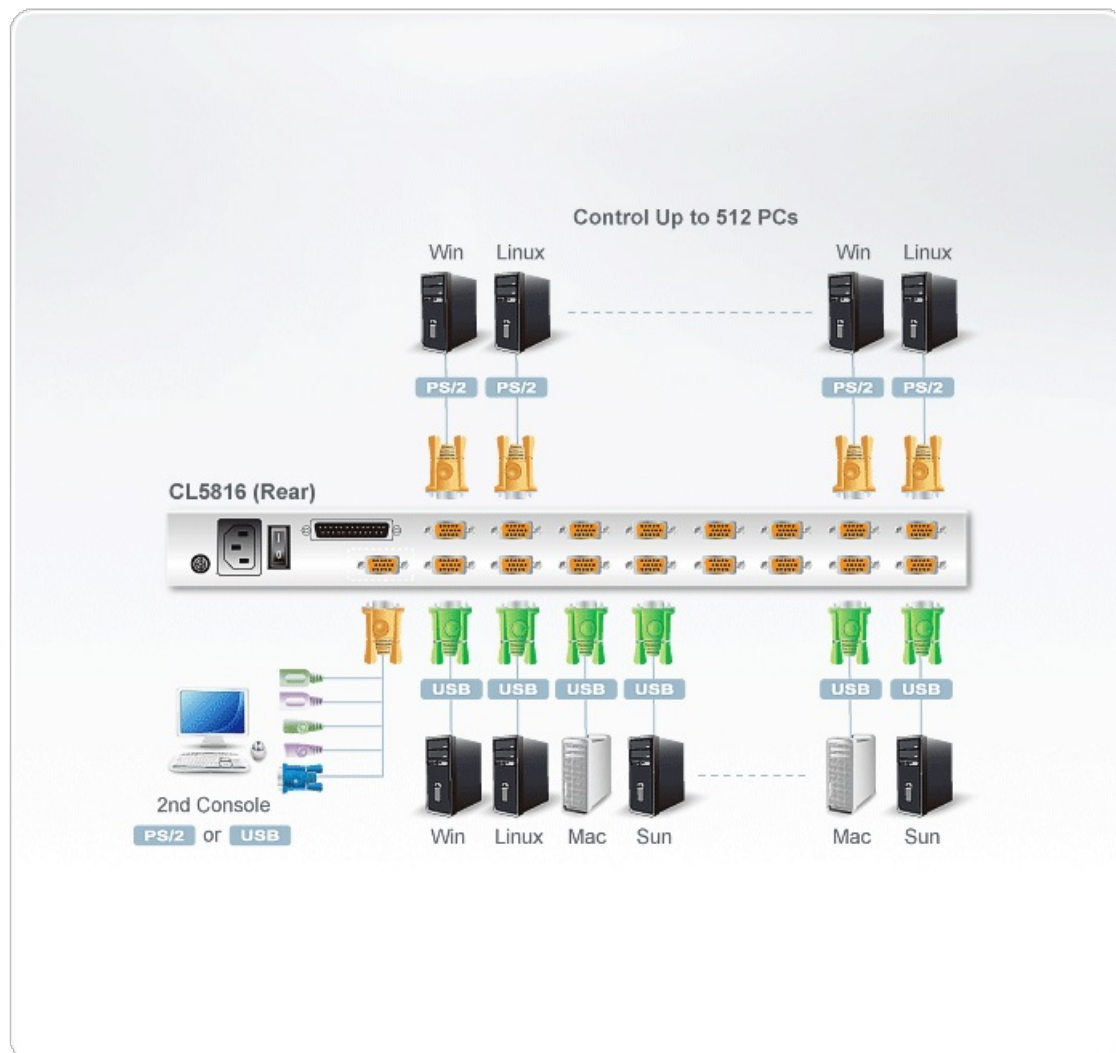 Control Up to 512 PCs
Win Linux Win Linux
PS/2 PS/2 PS/2 PS/2
CL5816 (Rear)
USB USB USB USB USB USB
2nd Console
PS/2 or USB
Win Linux Mac Sun Mac Sun